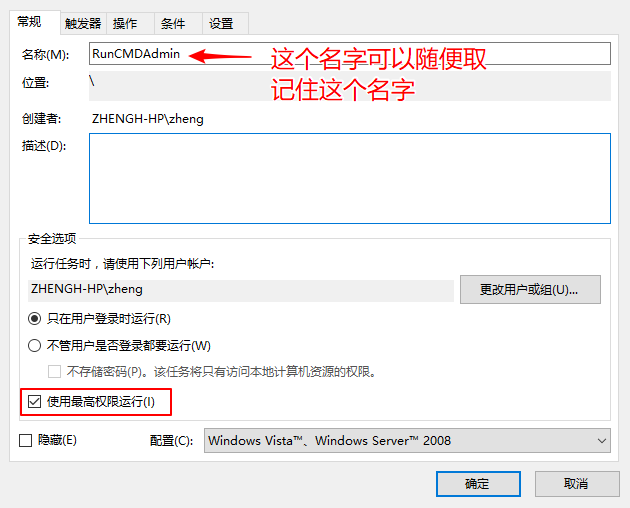 常规 触发器 操作 条件 设置
名称(M): RunCMDAdmin 这个名字可以随便取
位置: \ 记住这个名字
创建者: ZHENGH-HP\zheng
描述(D):
安全选项
运行任务时，请使用下列用户帐户:
ZHENGH-HP\zheng 更改用户或组(U)...
只在用户登录时运行(R)
不管用户是否登录都要运行(W)
不存储密码(P)。该任务将只有访问本地计算机资源的权限。
使用最高权限运行(I)
隐藏(E) 配置(C): Windows Vista™、Windows Server™ 2008
确定 取消